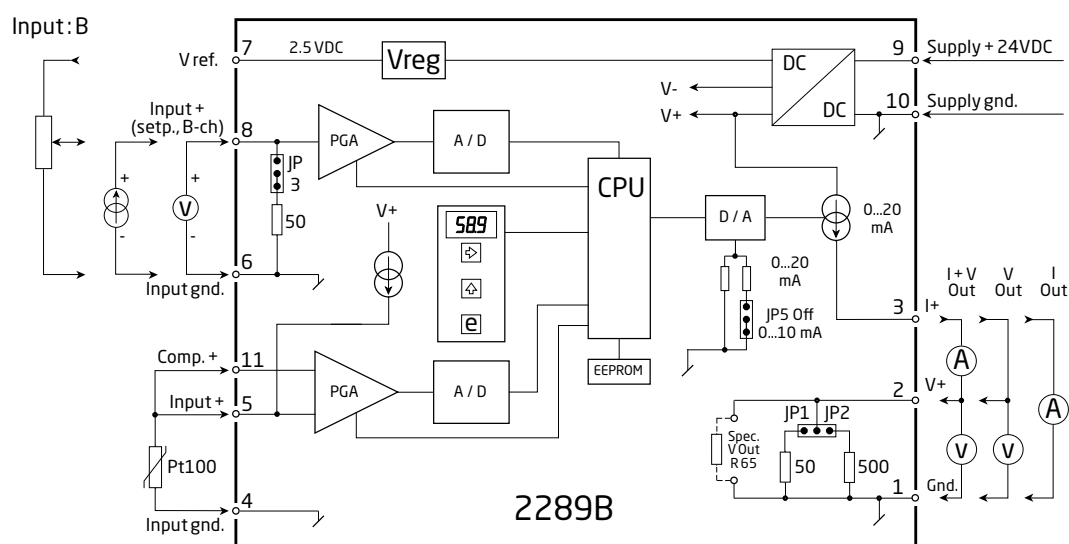 Input: B
V ref.
7
2.5 VDC
Vreg
DC
DC
9
Supply + 24VDC
10
Supply gnd.
V-
V+
Input +
(setp., B-ch)
8
PGA
A / D
JP
3
50
+
-
+
V
-
6
Input gnd.
V+
58.9
e
CPU
EEPROM
D / A
0...20
mA
0...20
mA
JP5 Off
0...10 mA
3
I+
I + V
Out
V
Out
I
Out
A
A
V
V
Comp. +
11
Input +
5
PGA
A / D
Pt100
4
Input gnd.
2
V+
JP1
JP2
Spec.
V Out
R 65
50
500
1
Gnd.
2289B